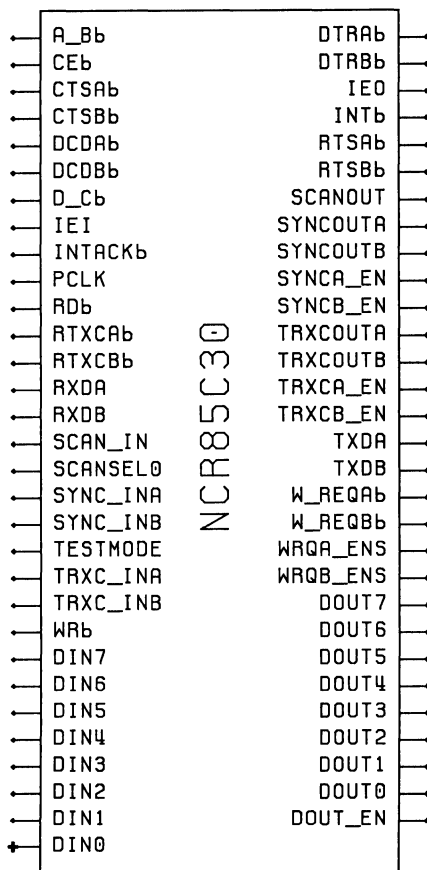 A_Bb
CEb
CTSAb
CTSBb
DCDAb
DCDBb
D_Cb
IEI
INTACKb
PCLK
RDb
RTXCAb
RTXCBb
RXDA
RXDB
SCAN_IN
SCANSEL0
SYNC_INA
SYNC_INB
TESTMODE
TRXC_INA
TRXC_INB
WRb
DIN7
DIN6
DIN5
DIN4
DIN3
DIN2
DIN1
DIN0
NCR85C30
DTRAb
DTRBb
IEO
INTb
RTSAb
RTSBb
SCANOUT
SYNCOUTA
SYNCOUTB
SYNCA_EN
SYNCB_EN
TRXCOUTA
TRXCOUTB
TRXCA_EN
TRXCB_EN
TXDA
TXDB
W_REQAb
W_REQBb
WRQA_ENS
WRQB_ENS
DOUT7
DOUT6
DOUT5
DOUT4
DOUT3
DOUT2
DOUT1
DOUT0
DOUT_EN